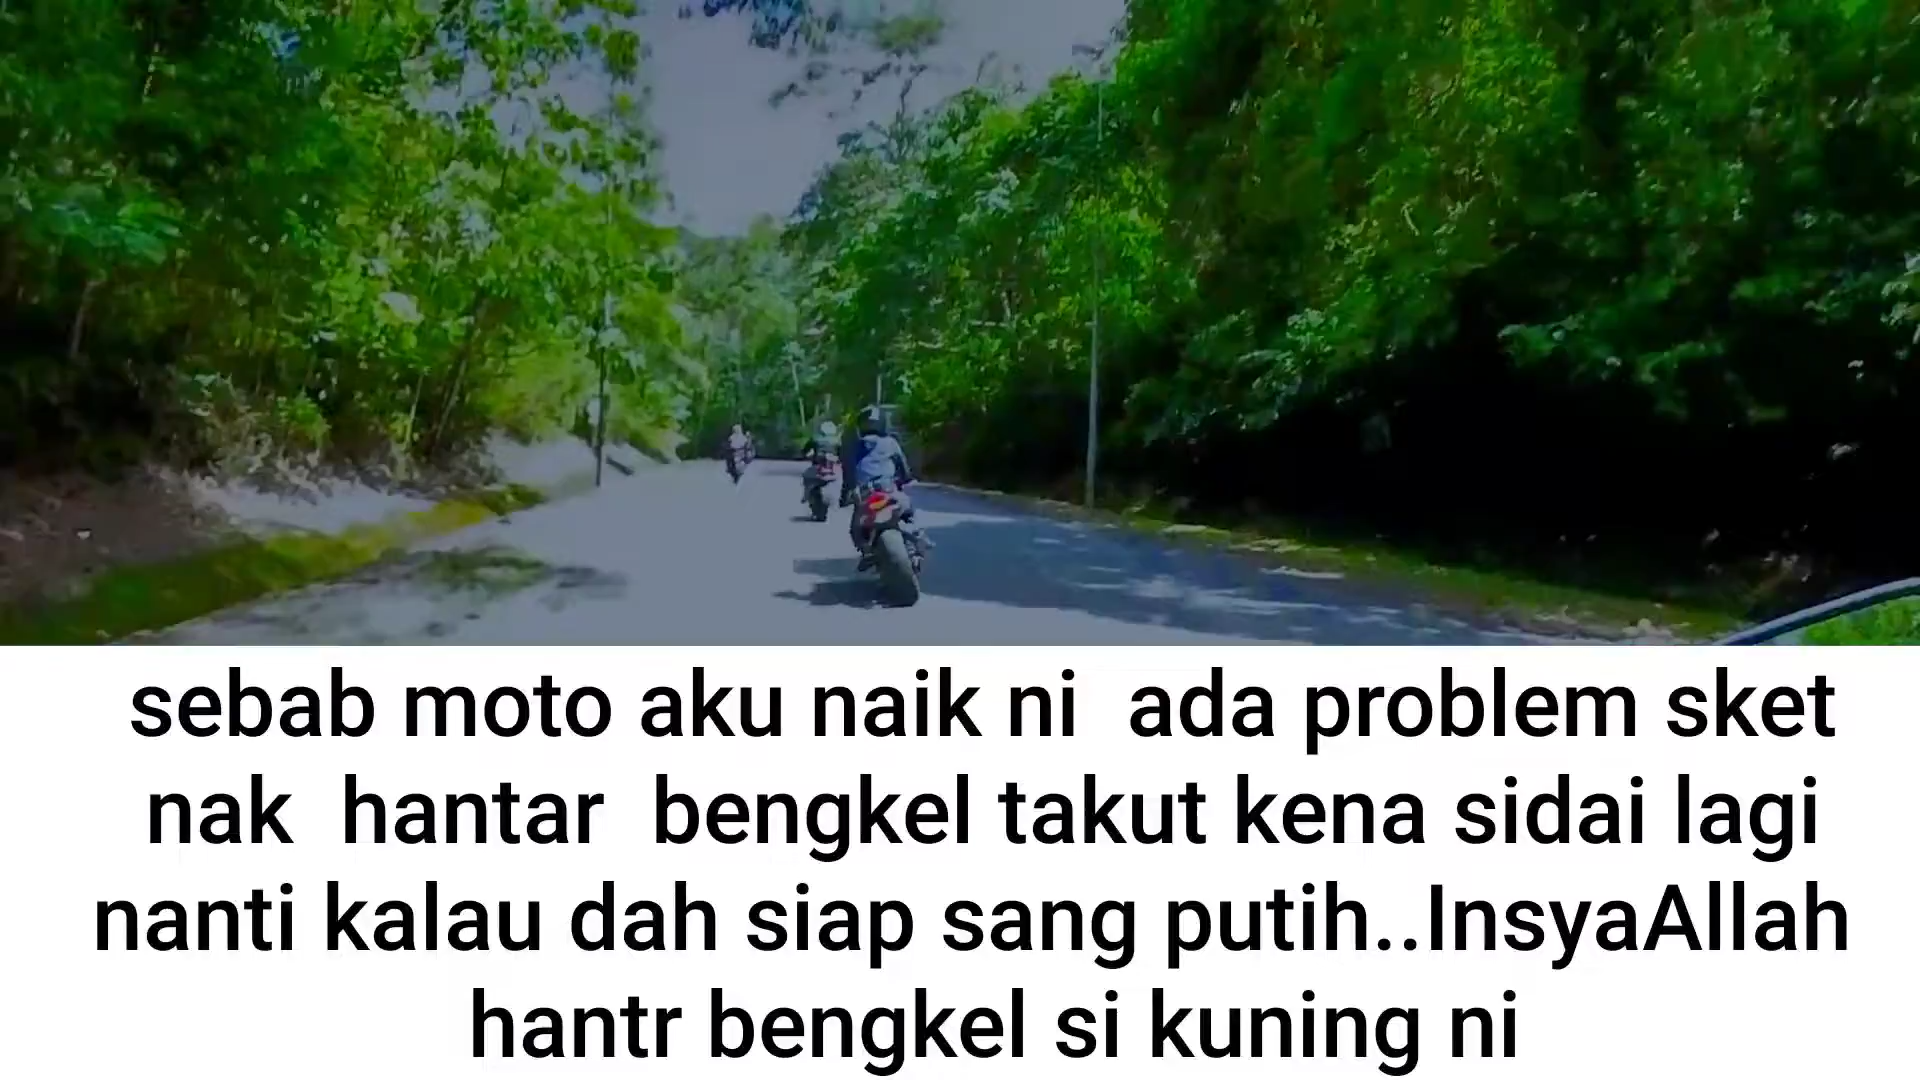 sebab moto aku naik ni  ada problem sket
nak  hantar  bengkel takut kena sidai lagi
nanti kalau dah siap sang putih..InsyaAllah
hantr bengkel si kuning ni